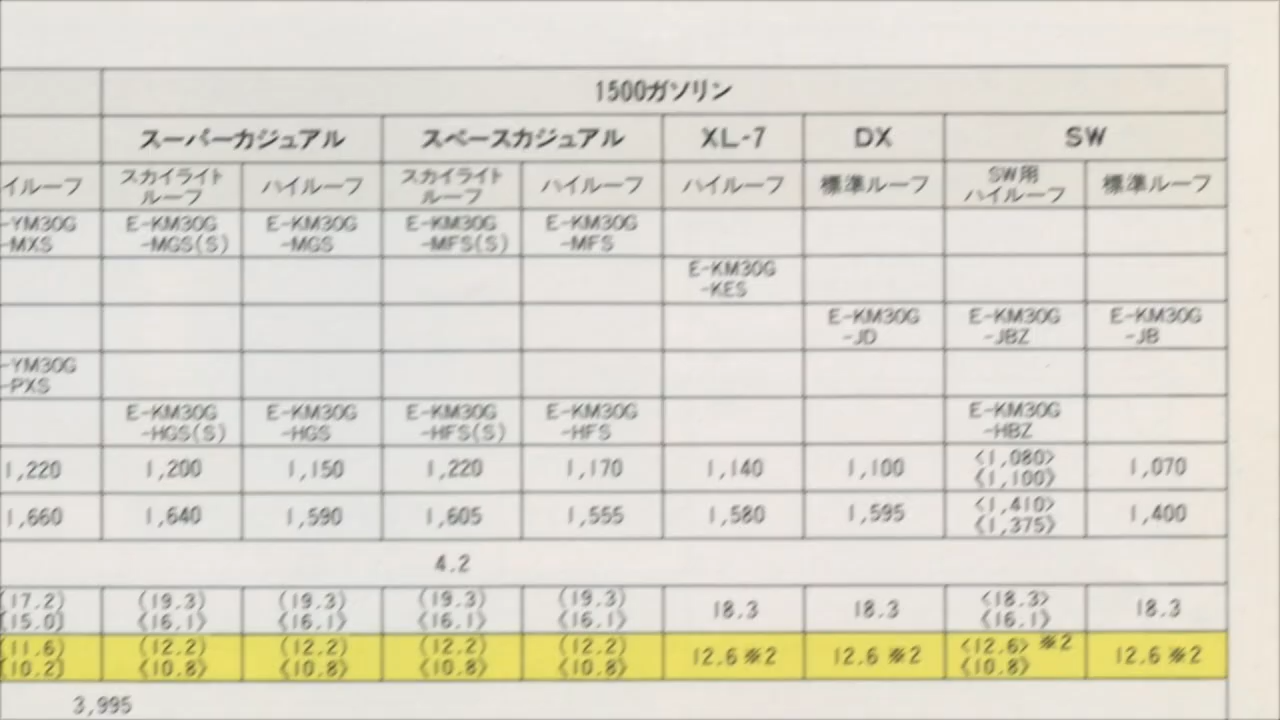 1500ガソリン
スーパーカジュアル スペースカジュアル XL-7 DX SW
イルーフ スカイライトルーフ ハイルーフ スカイライトルーフ ハイルーフ ハイルーフ 標準ルーフ SW用ハイルーフ 標準ルーフ
-YM30G E-KM30G E-KM30G E-KM30G E-KM30G
-MXS -MGS(S) -MGS -MFS(S) -MFS
E-KM30G
-KES
E-KM30G E-KM30G E-KM30G
-JD -JBZ -JB
-YM30G
-PXS
E-KM30G E-KM30G E-KM30G E-KM30G E-KM30G
-HGS(S) -HGS -HFS(S) -HFS -HBZ
1,220 1,200 1,150 1,220 1,170 1,140 1,100 <1,080> 1,070
《1,100》
1,660 1,640 1,590 1,605 1,555 1,580 1,595 <1,410> 1,400
《1,375》
4.2
(17.2) (19.3) (19.3) (19.3) (19.3) 18.3 18.3 <18.3> 18.3
《15.0》 《16.1》 《16.1》 《16.1》 《16.1》 《16.1》
(11.6) (12.2) (12.2) (12.2) (12.2) 12.6※2 12.6※2 <12.6>※2 12.6※2
《10.2》 《10.8》 《10.8》 《10.8》 《10.8》 《10.8》
3,995